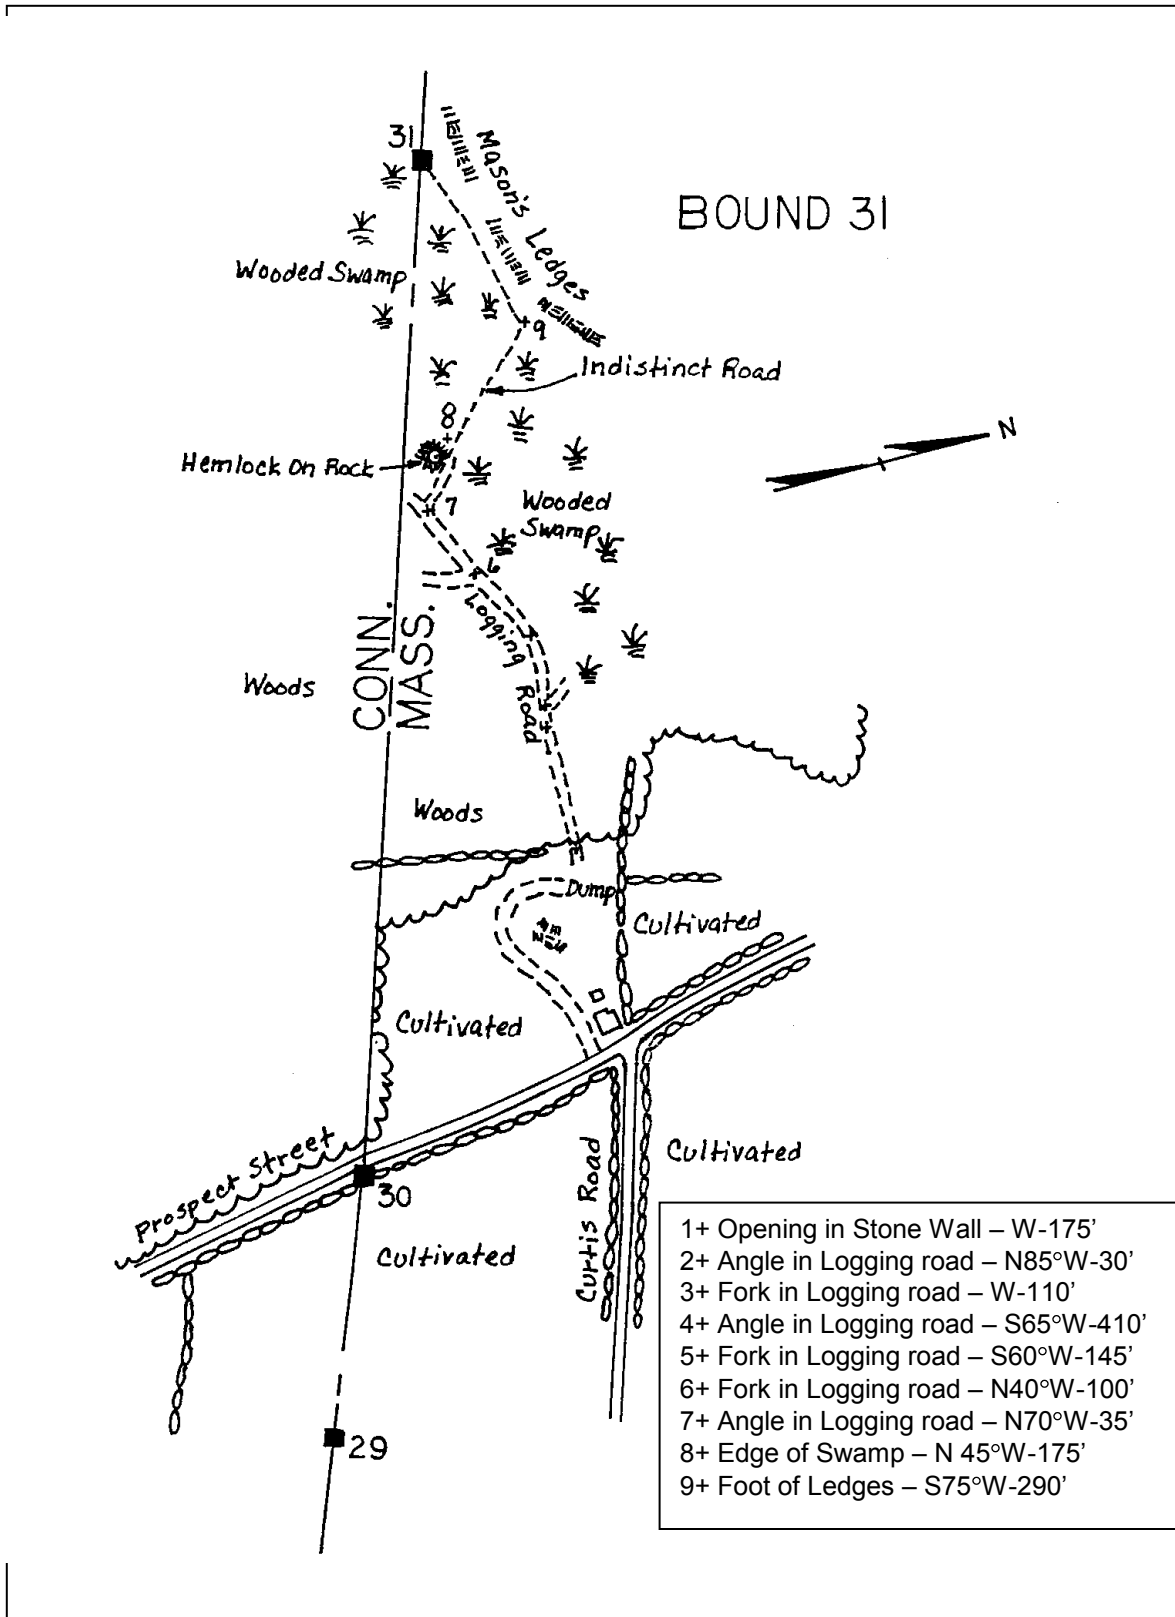 31
Mason's Ledges
BOUND 31
Wooded Swamp
9
Indistinct Road
8
N
Hemlock On Rock
7
Wooded
Swamp
6
Logging Road
CONN.
MASS.
Woods
Woods
Dump
Cultivated
Cultivated
Prospect Street
30
Curtis Road
Cultivated
Cultivated
29
1+ Opening in Stone Wall – W-175’
2+ Angle in Logging road – N85°W-30’
3+ Fork in Logging road – W-110’
4+ Angle in Logging road – S65°W-410’
5+ Fork in Logging road – S60°W-145’
6+ Fork in Logging road – N40°W-100’
7+ Angle in Logging road – N70°W-35’
8+ Edge of Swamp – N 45°W-175’
9+ Foot of Ledges – S75°W-290’